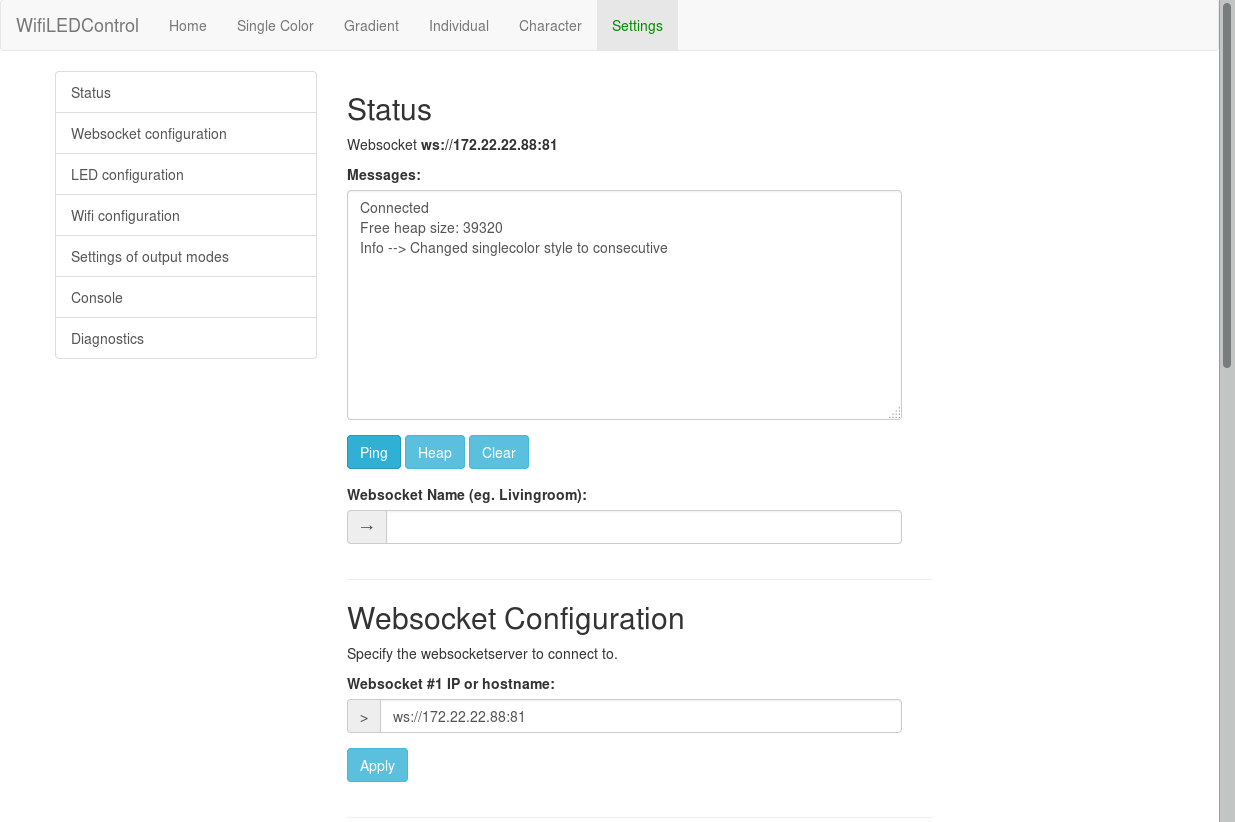 WifiLEDControl Home Single Color Gradient Individual Character Settings
Status
Websocket configuration
LED configuration
Wifi configuration
Settings of output modes
Console
Diagnostics
Status
Websocket ws://172.22.22.88:81
Messages:
Connected
Free heap size: 39320
Info --> Changed singlecolor style to consecutive
Ping Heap Clear
Websocket Name (eg. Livingroom):
→
Websocket Configuration
Specify the websocketserver to connect to.
Websocket #1 IP or hostname:
> ws://172.22.22.88:81
Apply